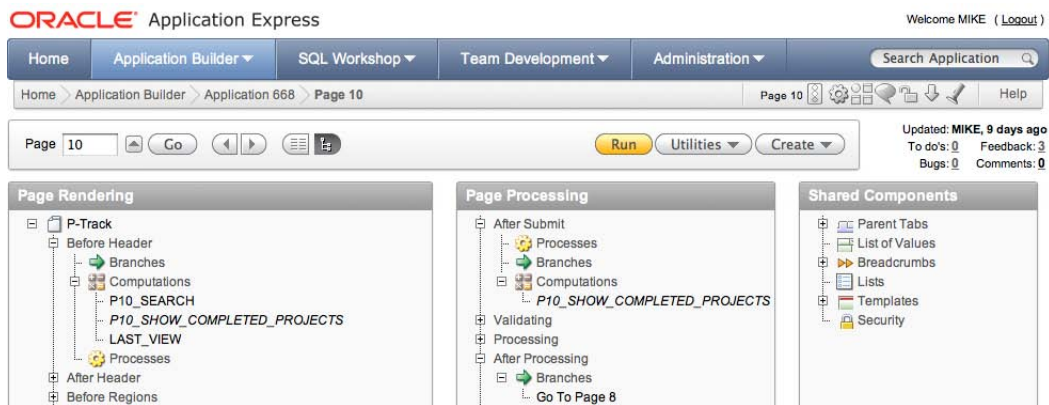 ORACLE Application Express
Welcome MIKE ( Logout )
Home Application Builder SQL Workshop Team Development Administration Search Application
Home Application Builder Application 668 Page 10
Page 10 Help
Page 10 Go Run Utilities Create
Updated: MIKE, 9 days ago
To do's: 0 Feedback: 3
Bugs: 0 Comments: 0
Page Rendering
P-Track
Before Header
Branches
Computations
P10_SEARCH
P10_SHOW_COMPLETED_PROJECTS
LAST_VIEW
Processes
After Header
Before Regions
Page Processing
After Submit
Processes
Branches
Computations
P10_SHOW_COMPLETED_PROJECTS
Validating
Processing
After Processing
Branches
Go To Page 8
Shared Components
Parent Tabs
List of Values
Breadcrumbs
Lists
Templates
Security